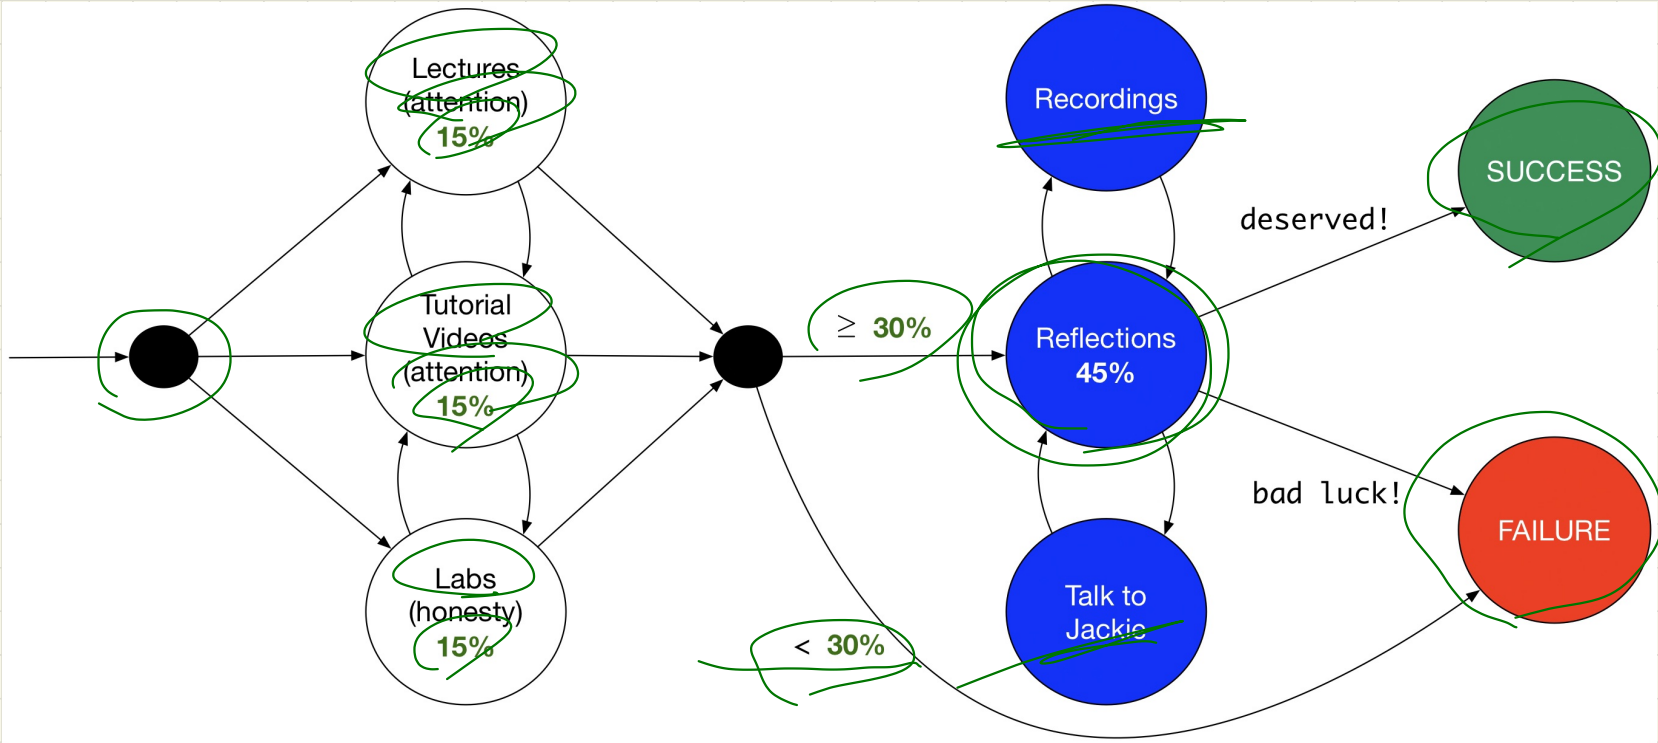 Lectures
(attention)
15%
Tutorial
Videos
(attention)
15%
Labs
(honesty)
15%
≥ 30%
< 30%
Recordings
Reflections
45%
Talk to
Jackie
deserved!
bad luck!
SUCCESS
FAILURE